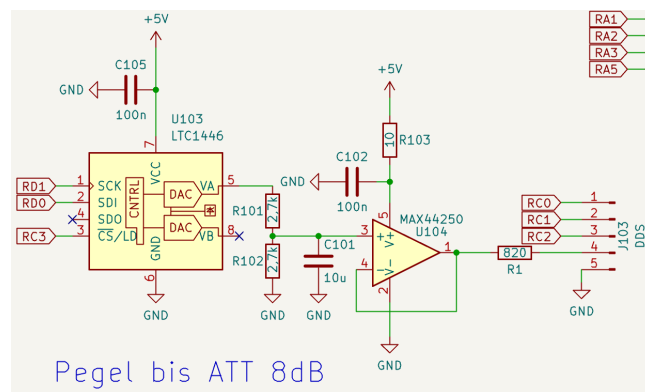 +5V
RA1
RA2
RA3
RA5
C105
GND
100n
+5V
U103
LTC1446
7
VCC
10
R103
C102
GND
100n
RD1
1
SCK
CNTRL
DAC
VA
5
RD0
2
SDI
4
SDO
*
R101
2,7k
RC3
3
CS/LD
GND
DAC
VB
8
6
GND
R102
2,7k
GND
C101
10u
GND
MAX44250
U104
5
3
+
V+
1
4
-
V-
2
GND
820
R1
RC0
1
RC1
2
RC2
3
4
5
J103
DDS
GND
Pegel bis ATT 8dB